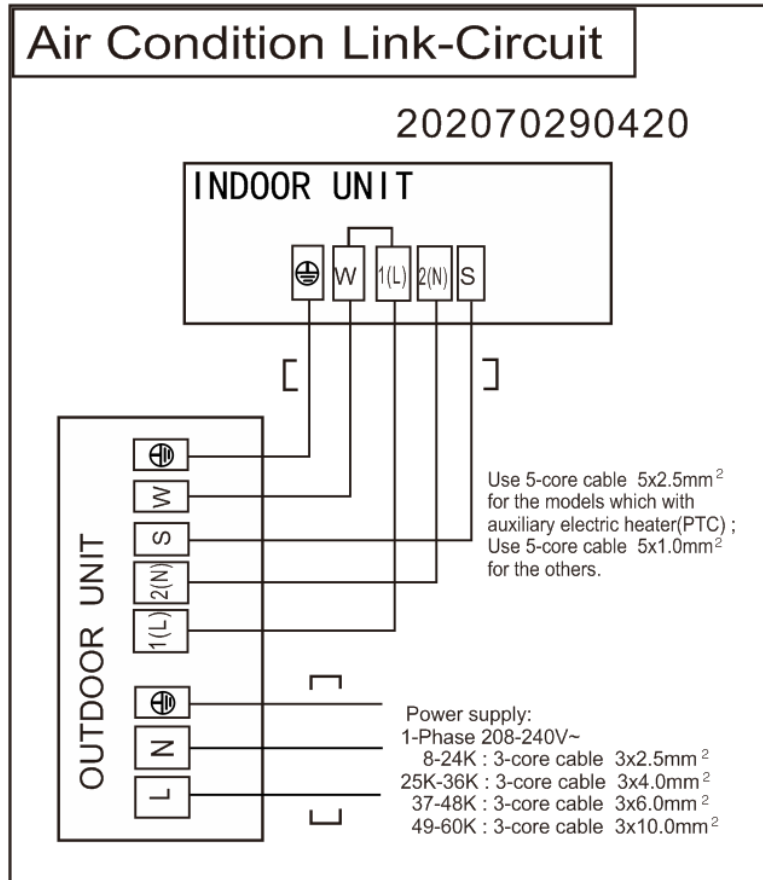 Air Condition Link-Circuit
202070290420
INDOOR UNIT
W 1(L) 2(N) S
OUTDOOR UNIT
W
S
2(N)
1(L)
N
L
Use 5-core cable 5x2.5mm²
for the models which with
auxiliary electric heater(PTC) ;
Use 5-core cable 5x1.0mm²
for the others.
Power supply:
1-Phase 208-240V~
8-24K : 3-core cable 3x2.5mm²
25K-36K : 3-core cable 3x4.0mm²
37-48K : 3-core cable 3x6.0mm²
49-60K : 3-core cable 3x10.0mm²